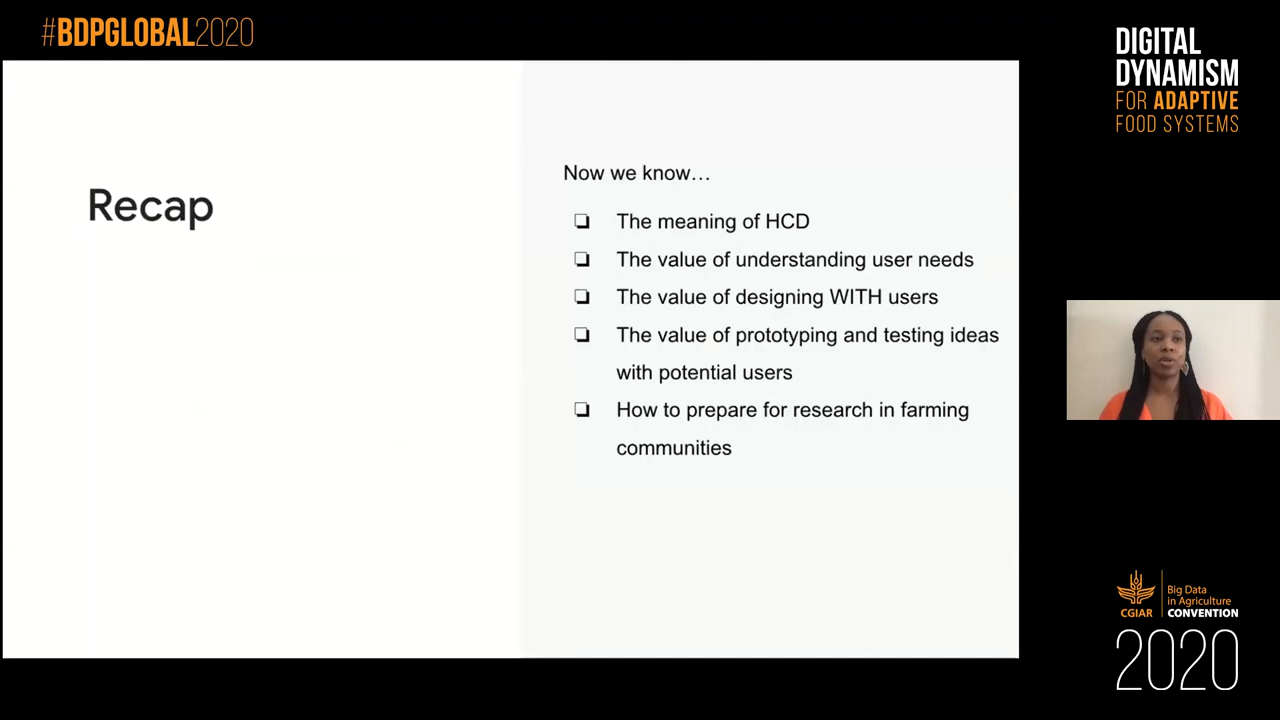 #BDPGLOBAL2020
DIGITAL
DYNAMISM
FOR ADAPTIVE
FOOD SYSTEMS
Recap
Now we know…
❏ The meaning of HCD
❏ The value of understanding user needs
❏ The value of designing WITH users
❏ The value of prototyping and testing ideas
with potential users
❏ How to prepare for research in farming
communities
CGIAR
Big Data
in Agriculture
CONVENTION
2020